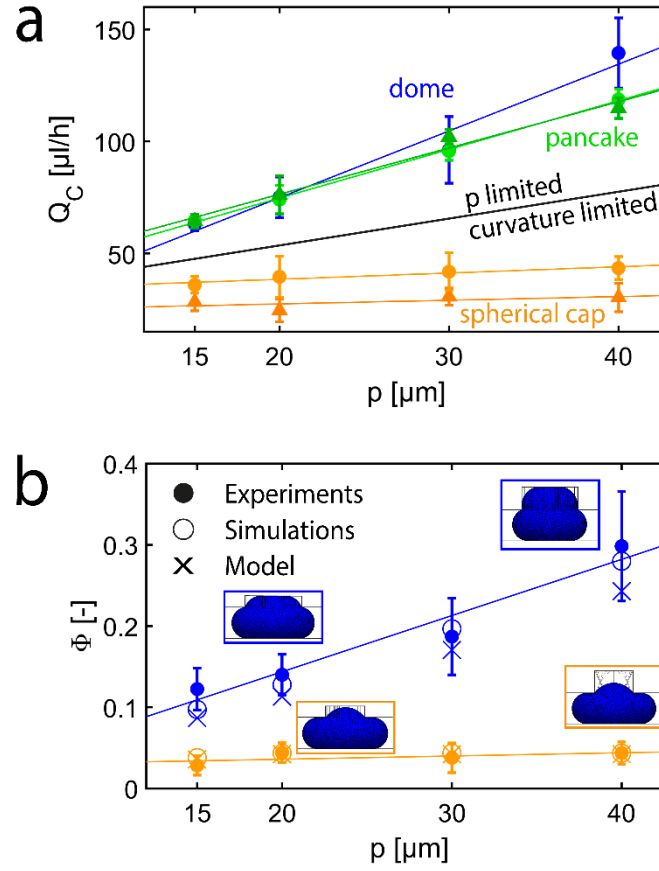 a
150
100
50
Q_C [µl/h]
dome
pancake
p limited
curvature limited
spherical cap
15 20 30 40
p [µm]
b
0.4
0.3
0.2
0.1
0
Φ [-]
Experiments
Simulations
Model
15 20 30 40
p [µm]